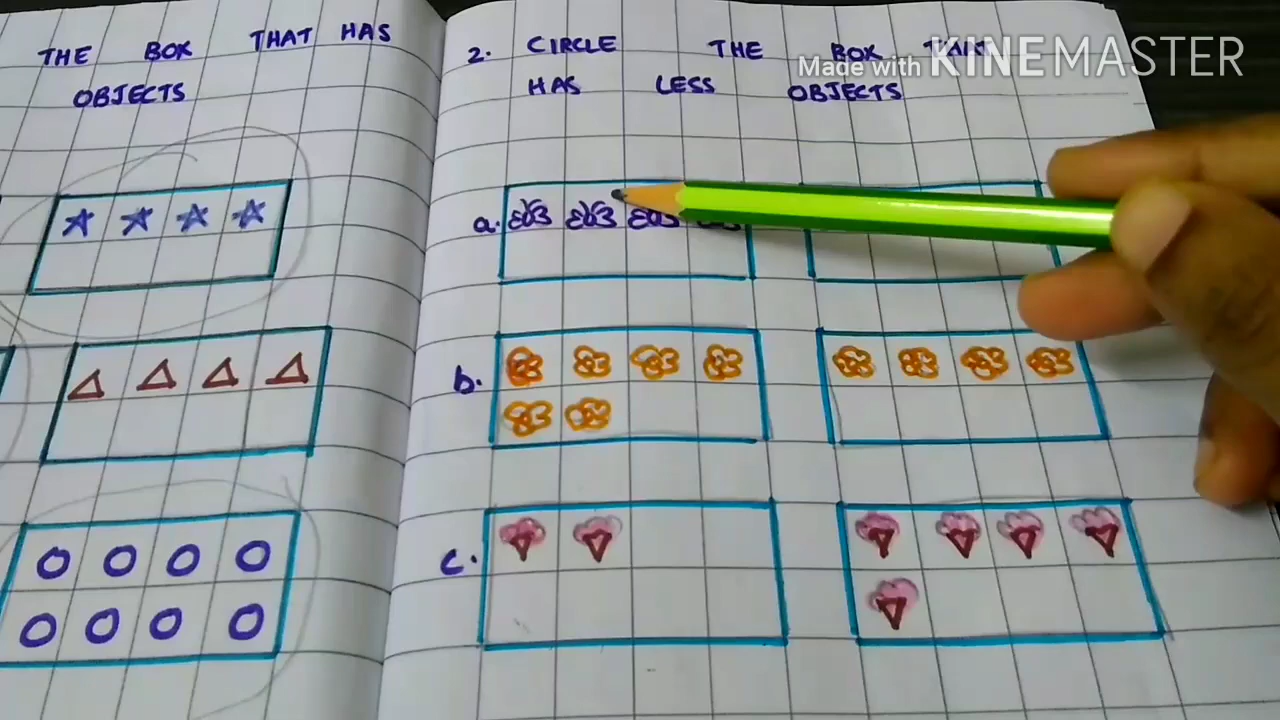 THE BOX THAT HAS
OBJECTS
2. CIRCLE THE BOX
HAS LESS OBJECTS
Made with KINEMASTER
a.
b.
c.